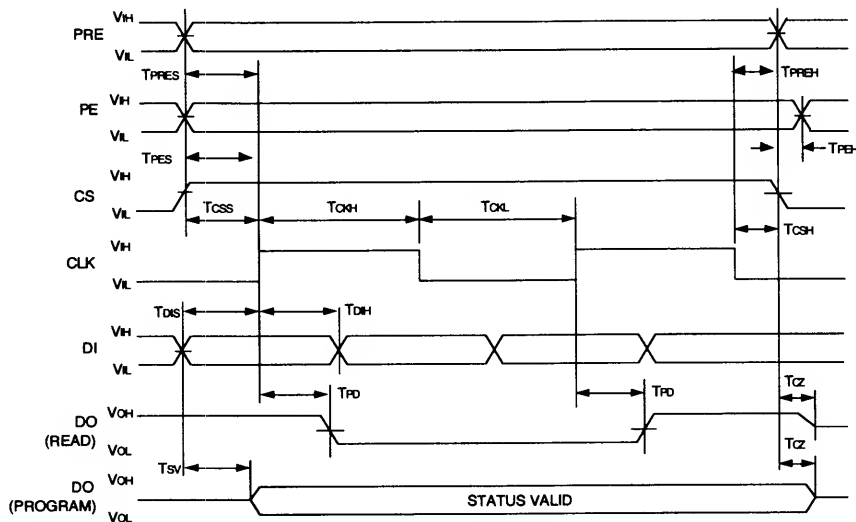 VIH
PRE
VIL
TPRES
TPREH
VIH
PE
VIL
TPES
TPEH
VIH
CS
VIL
TCSS
TCKH
TCKL
TCSH
VIH
CLK
VIL
TDIS
TDIH
VIH
DI
VIL
TPD
TPD
TCZ
VOH
DO
(READ)
VOL
TSV
TCZ
VOH
DO
(PROGRAM)
STATUS VALID
VOL